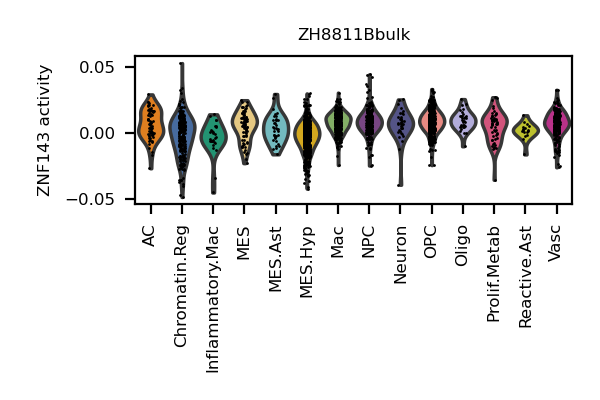 ZH8811Bbulk
ZNF143 activity
0.05
0.00
−0.05
AC
Chromatin.Reg
Inflammatory.Mac
MES
MES.Ast
MES.Hyp
Mac
NPC
Neuron
OPC
Oligo
Prolif.Metab
Reactive.Ast
Vasc